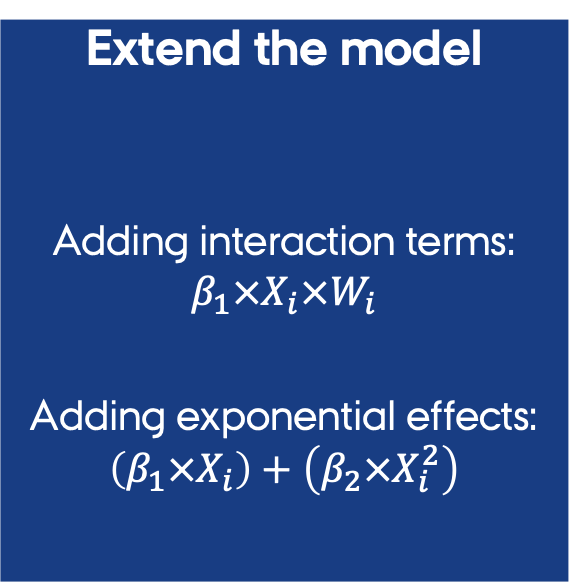 Extend the model
Adding interaction terms:
𝛽₁×𝑋ᵢ×𝑊ᵢ
Adding exponential effects:
(𝛽₁×𝑋ᵢ) + (𝛽₂×𝑋ᵢ²)